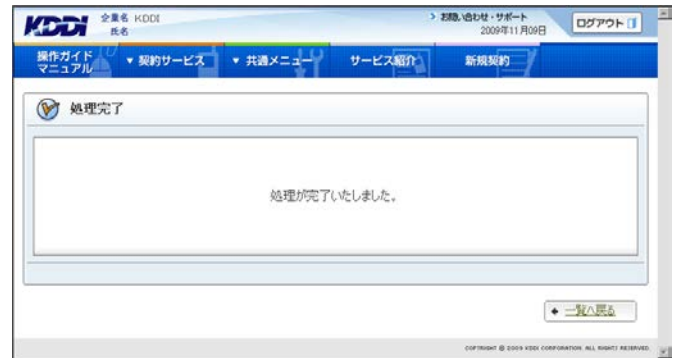 KDDI
企業名 KDDI
氏名
お問い合わせ・サポート
2009年11月09日
ログアウト
操作ガイド
マニュアル
▼ 契約サービス
▼ 共通メニュー
サービス紹介
新規契約
処理完了
処理が完了いたしました。
一覧へ戻る
COPYRIGHT © 2009 KDDI CORPORATION. ALL RIGHTS RESERVED.